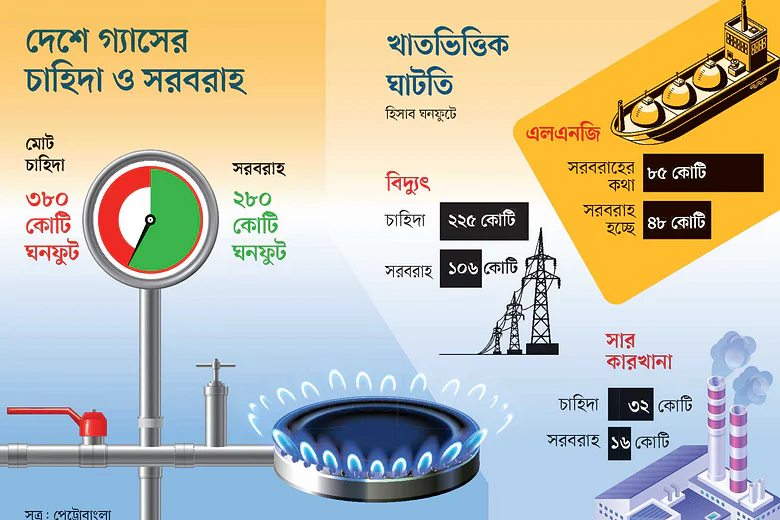 দেশে গ্যাসের
চাহিদা ও সরবরাহ
মোট
চাহিদা
৩৮০
কোটি
ঘনফুট
সরবরাহ
২৮০
কোটি
ঘনফুট
খাতভিত্তিক
ঘাটতি
হিসাব ঘনফুটে
বিদ্যুৎ
চাহিদা ২২৫ কোটি
সরবরাহ ১০৬ কোটি
এলএনজি
সরবরাহের
কথা
৮৫ কোটি
সরবরাহ
হচ্ছে
৪৮ কোটি
সার
কারখানা
চাহিদা ৩২ কোটি
সরবরাহ ১৬ কোটি
সূত্র : পেট্রোবাংলা